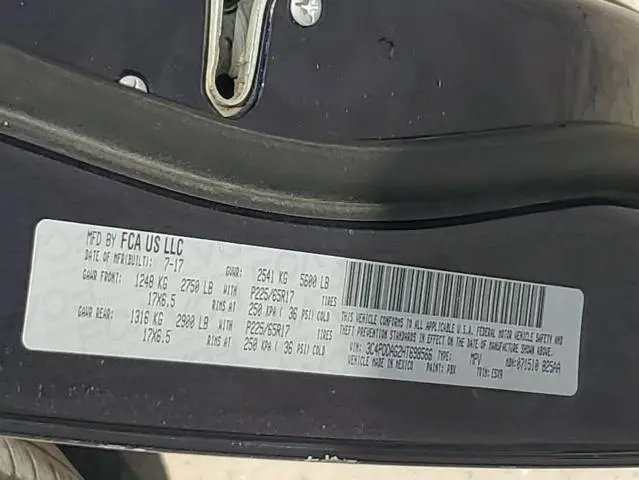 MFD BY FCA US LLC
DATE OF MFR(BUILT): 7-17 GVWR: 2541 KG 5600 LB
GAWR FRONT: 1248 KG 2750 LB WITH P225/65R17 TIRES
17X6.5 RIMS AT 250 KPA ( 36 PSI) COLD
GAWR REAR: 1316 KG 2900 LB WITH P225/65R17 TIRES
17X6.5 RIMS AT 250 KPA ( 36 PSI) COLD
THIS VEHICLE CONFORMS TO ALL APPLICABLE U.S.A. FEDERAL MOTOR VEHICLE SAFETY AND
THEFT PREVENTION STANDARDS IN EFFECT ON THE DATE OF MANUFACTURE SHOWN ABOVE.
VIN: TYPE: MPV MDH:071510 825AA
VEHICLE MADE IN MEXICO PAINT: PBX TRIM: